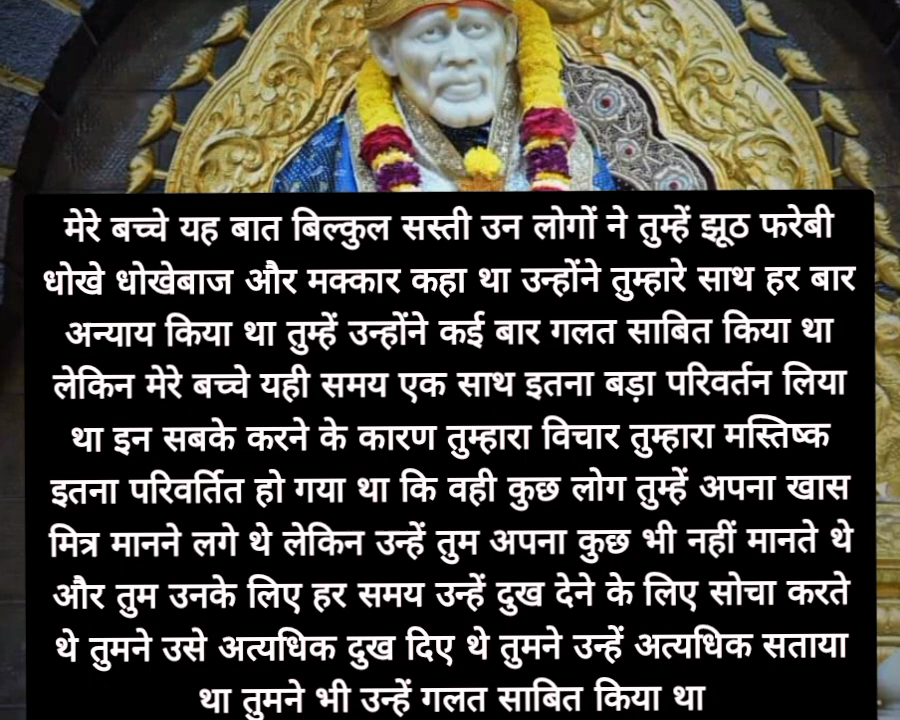 मेरे बच्चे यह बात बिल्कुल सस्ती उन लोगों ने तुम्हें झूठ फरेबी
धोखे धोखेबाज और मक्कार कहा था उन्होंने तुम्हारे साथ हर बार
अन्याय किया था तुम्हें उन्होंने कई बार गलत साबित किया था
लेकिन मेरे बच्चे यही समय एक साथ इतना बड़ा परिवर्तन लिया
था इन सबके करने के कारण तुम्हारा विचार तुम्हारा मस्तिष्क
इतना परिवर्तित हो गया था कि वही कुछ लोग तुम्हें अपना खास
मित्र मानने लगे थे लेकिन उन्हें तुम अपना कुछ भी नहीं मानते थे
और तुम उनके लिए हर समय उन्हें दुख देने के लिए सोचा करते
थे तुमने उसे अत्यधिक दुख दिए थे तुमने उन्हें अत्यधिक सताया
था तुमने भी उन्हें गलत साबित किया था